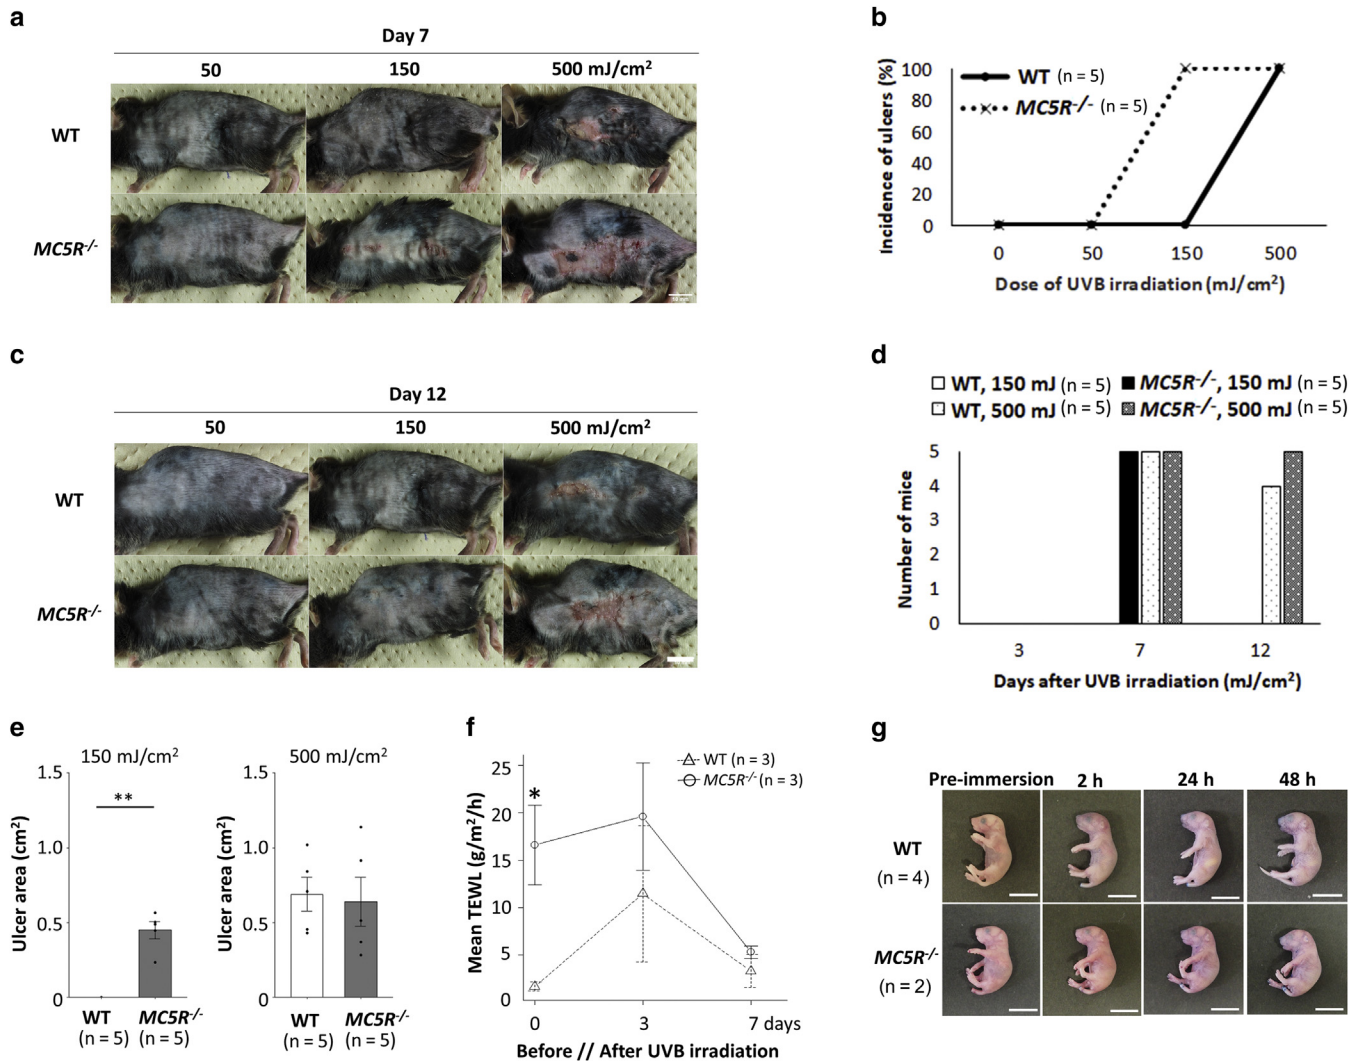 a
Day 7
50 150 500 mJ/cm²
WT
MC5R-/-
b
Incidence of ulcers (%)
100
80
60
40
20
0
WT (n = 5)
MC5R-/- (n = 5)
0 50 150 500
Dose of UVB irradiation (mJ/cm²)
c
Day 12
50 150 500 mJ/cm²
WT
MC5R-/-
d
WT, 150 mJ (n = 5) MC5R-/-, 150 mJ (n = 5)
WT, 500 mJ (n = 5) MC5R-/-, 500 mJ (n = 5)
Number of mice
5
4
3
2
1
0
3 7 12
Days after UVB irradiation (mJ/cm²)
e
150 mJ/cm²
Ulcer area (cm²)
1.5
1.0
0.5
0
**
WT MC5R-/-
(n = 5) (n = 5)
500 mJ/cm²
Ulcer area (cm²)
1.5
1.0
0.5
0
WT MC5R-/-
(n = 5) (n = 5)
f
Mean TEWL (g/m²/h)
25
20
15
10
5
0
*
WT (n = 3)
MC5R-/- (n = 3)
0 3 7 days
Before // After UVB irradiation
g
Pre-immersion 2 h 24 h 48 h
WT
(n = 4)
MC5R-/-
(n = 2)